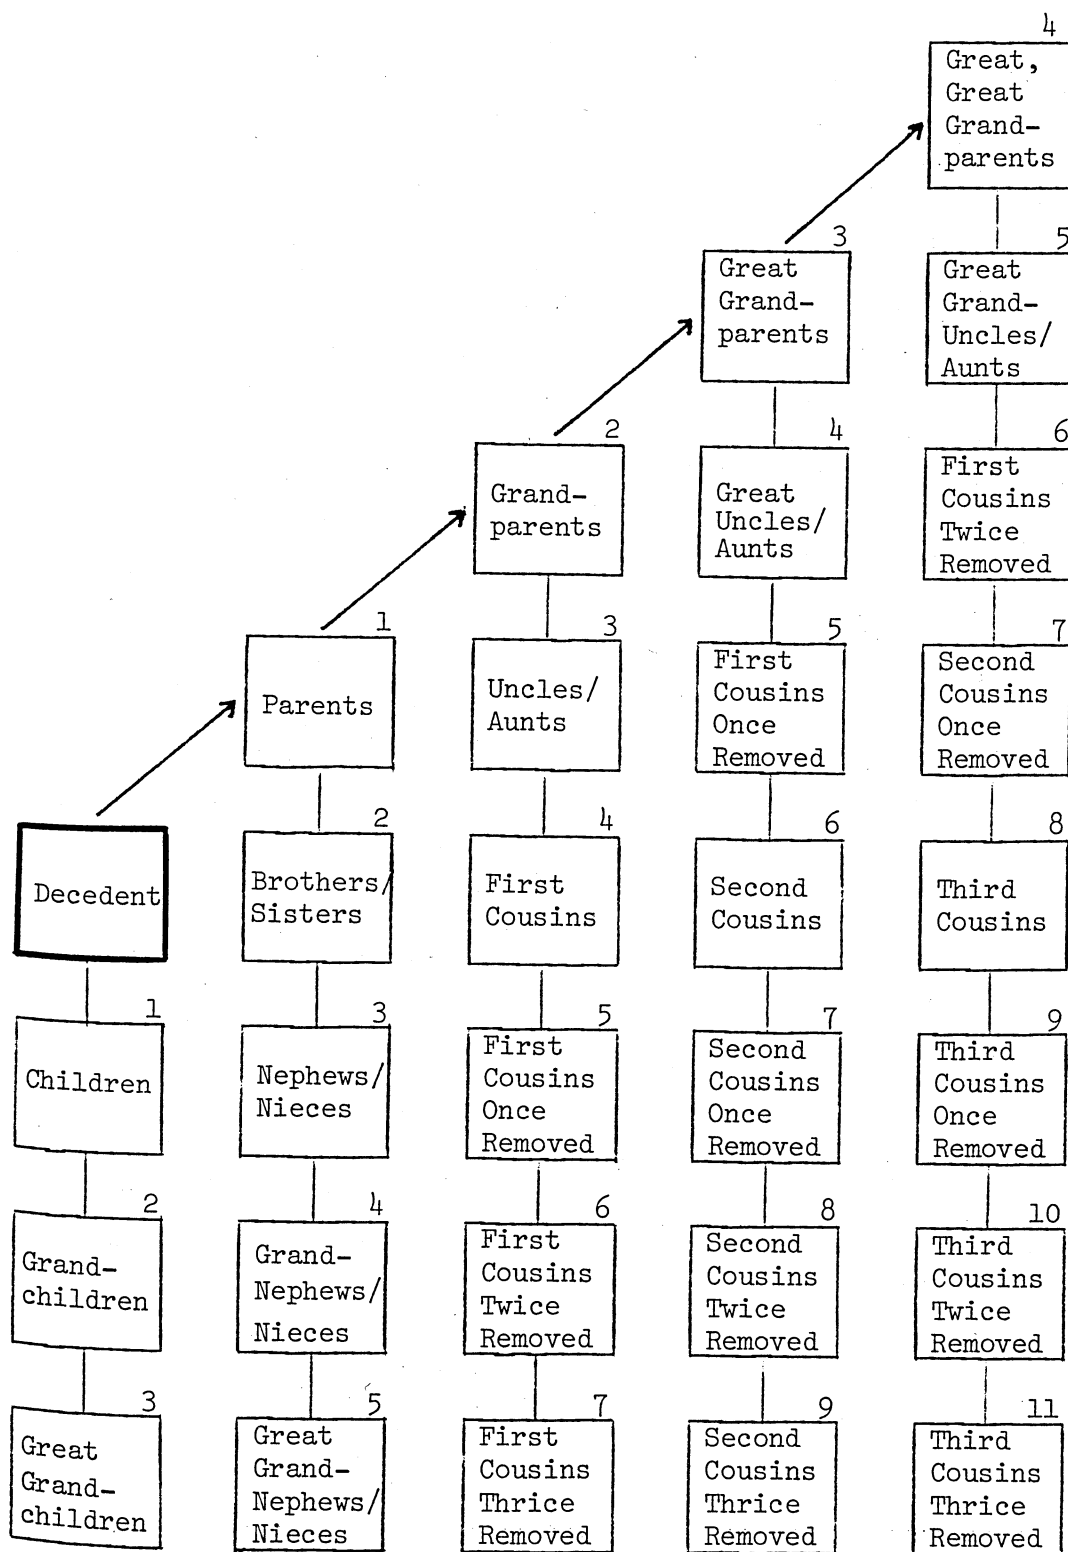 4
Great,
Great
Grand-
parents
3
Great
Grand-
parents
5
Great
Grand-
Uncles/
Aunts
2
Grand-
parents
4
Great
Uncles/
Aunts
6
First
Cousins
Twice
Removed
1
Parents
3
Uncles/
Aunts
5
First
Cousins
Once
Removed
7
Second
Cousins
Once
Removed
Decedent
2
Brothers/
Sisters
4
First
Cousins
6
Second
Cousins
8
Third
Cousins
1
Children
3
Nephews/
Nieces
5
First
Cousins
Once
Removed
7
Second
Cousins
Once
Removed
9
Third
Cousins
Once
Removed
2
Grand-
children
4
Grand-
Nephews/
Nieces
6
First
Cousins
Twice
Removed
8
Second
Cousins
Twice
Removed
10
Third
Cousins
Twice
Removed
3
Great
Grand-
children
5
Great
Grand-
Nephews/
Nieces
7
First
Cousins
Thrice
Removed
9
Second
Cousins
Thrice
Removed
11
Third
Cousins
Thrice
Removed